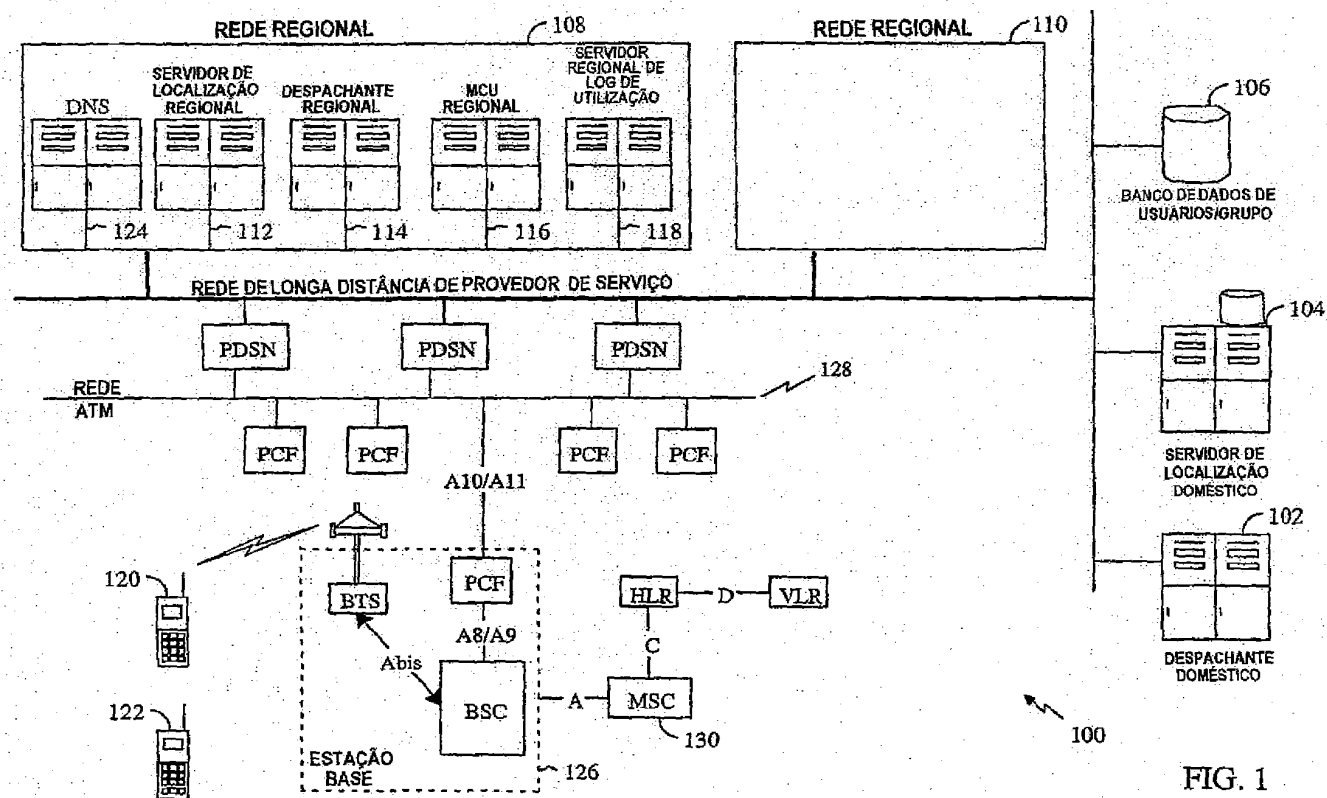 REDE REGIONAL
108
REDE REGIONAL
110
DNS
SERVIDOR DE
LOCALIZAÇÃO
REGIONAL
DESPACHANTE
REGIONAL
MCU
REGIONAL
SERVIDOR
REGIONAL DE
LOG DE
UTILIZAÇÃO
124
112
114
116
118
106
BANCO DE DADOS DE
USUÁRIOS/GRUPO
REDE DE LONGA DISTÂNCIA DE PROVEDOR DE SERVIÇO
PDSN
PDSN
PDSN
104
SERVIDOR DE
LOCALIZAÇÃO
DOMÉSTICO
REDE
ATM
128
PCF
PCF
PCF
PCF
A10/A11
102
DESPACHANTE
DOMÉSTICO
120
122
BTS
PCF
A8/A9
Abis
BSC
A
MSC
130
C
HLR
D
VLR
ESTAÇÃO
BASE
126
100
FIG. 1